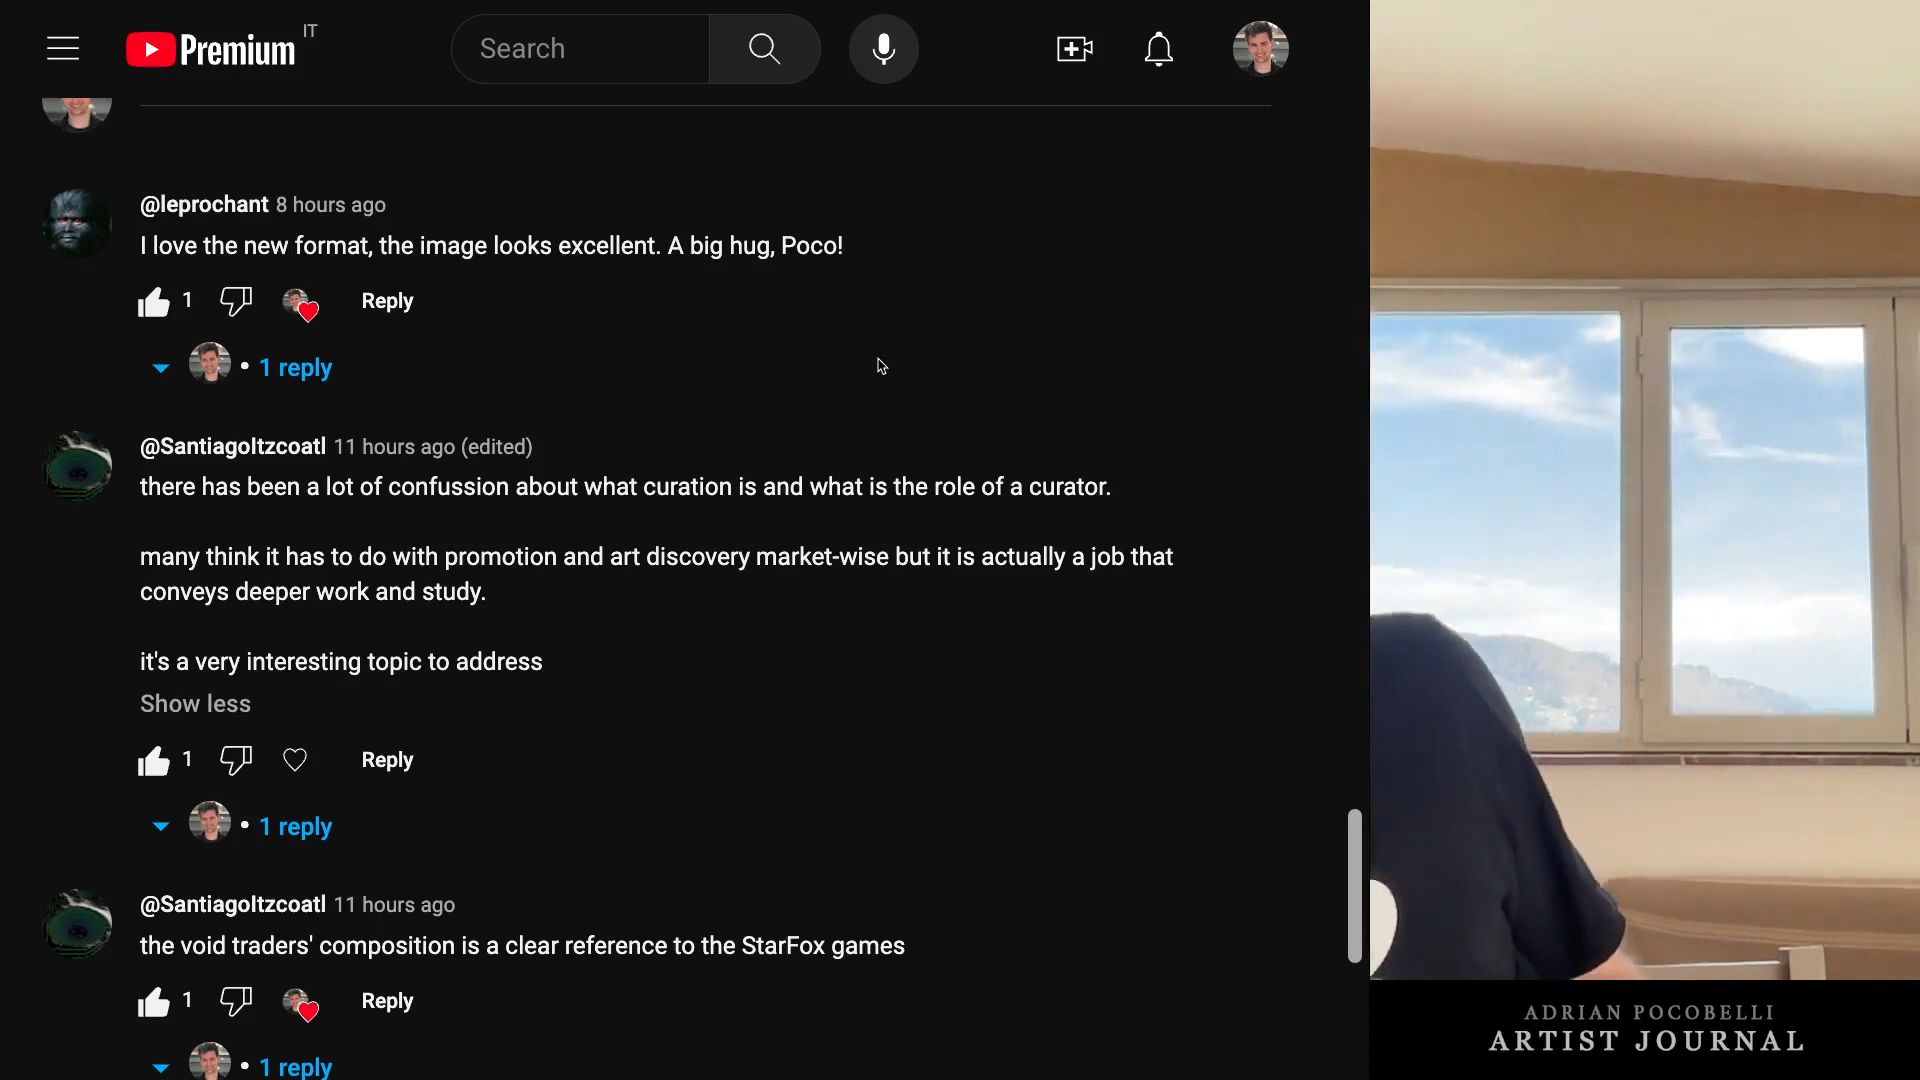 Premium IT
Search
@leprochant 8 hours ago
I love the new format, the image looks excellent. A big hug, Poco!
1 Reply
• 1 reply
@SantiagoItzcoatl 11 hours ago (edited)
there has been a lot of confussion about what curation is and what is the role of a curator.
many think it has to do with promotion and art discovery market-wise but it is actually a job that
conveys deeper work and study.
it's a very interesting topic to address
Show less
1 Reply
• 1 reply
@SantiagoItzcoatl 11 hours ago
the void traders' composition is a clear reference to the StarFox games
1 Reply
• 1 reply
ADRIAN POCOBELLI
ARTIST JOURNAL